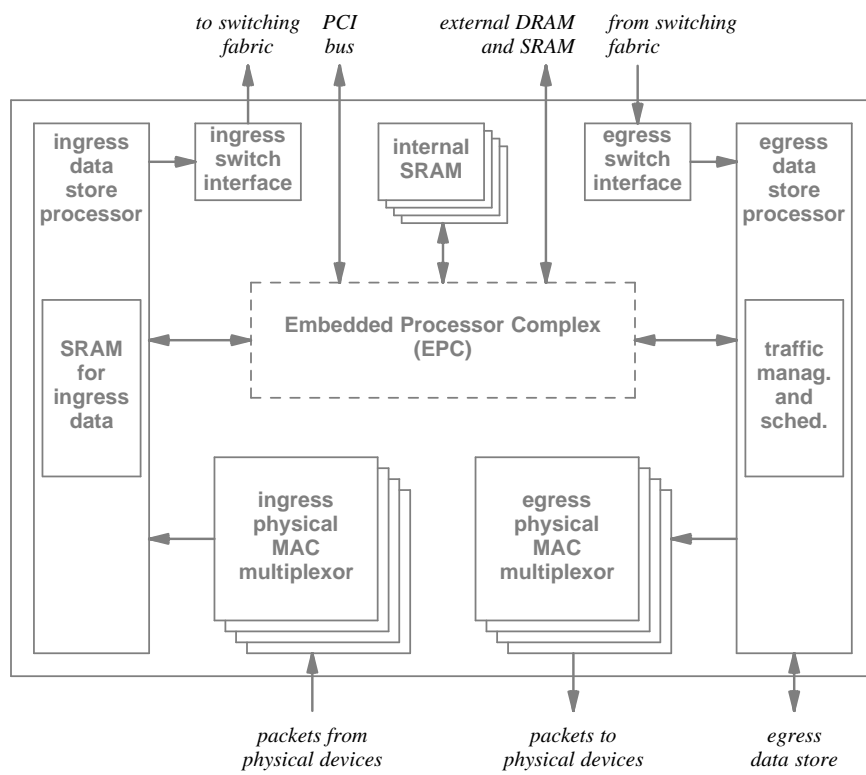 to switching
fabric
PCI
bus
external DRAM
and SRAM
from switching
fabric
ingress
data
store
processor
ingress
switch
interface
internal
SRAM
egress
switch
interface
egress
data
store
processor
Embedded Processor Complex
(EPC)
SRAM
for
ingress
data
traffic
manag.
and
sched.
ingress
physical
MAC
multiplexor
egress
physical
MAC
multiplexor
packets from
physical devices
packets to
physical devices
egress
data store